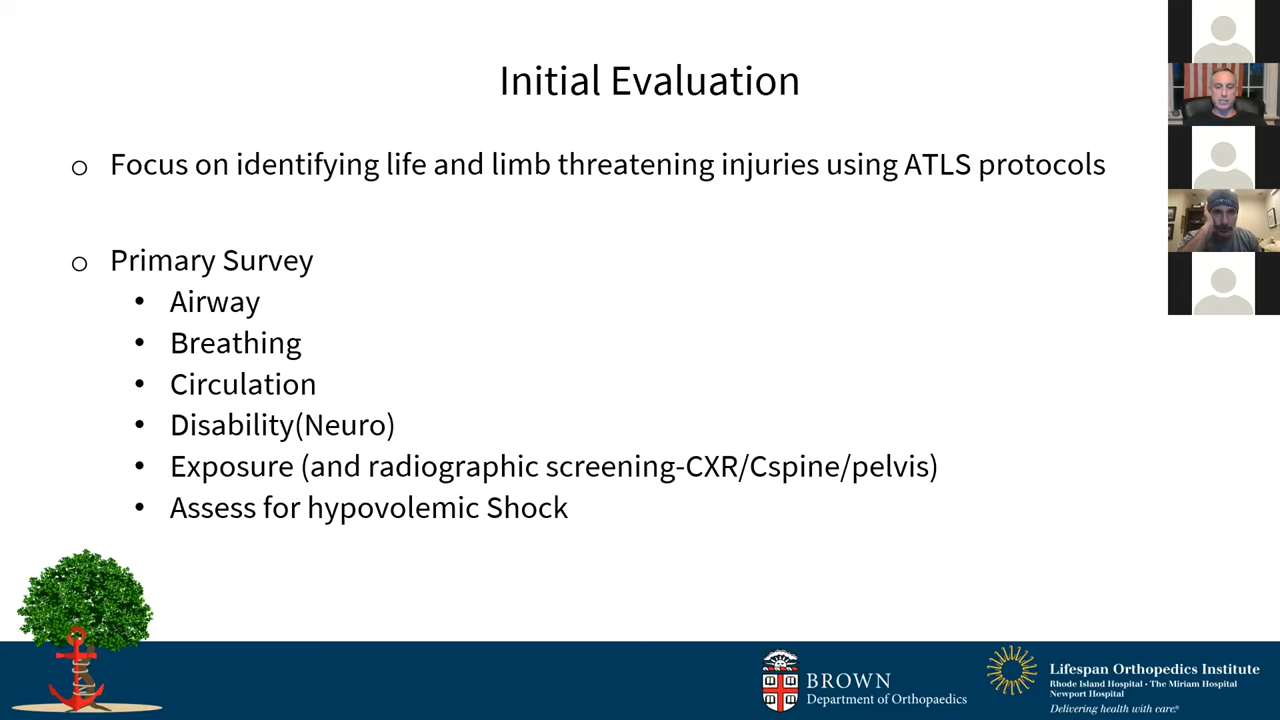 Initial Evaluation
Focus on identifying life and limb threatening injuries using ATLS protocols
Primary Survey
Airway
Breathing
Circulation
Disability(Neuro)
Exposure (and radiographic screening-CXR/Cspine/pelvis)
Assess for hypovolemic Shock
BROWN
Department of Orthopaedics
Lifespan Orthopedics Institute
Rhode Island Hospital • The Miriam Hospital
Newport Hospital
Delivering health with care.®